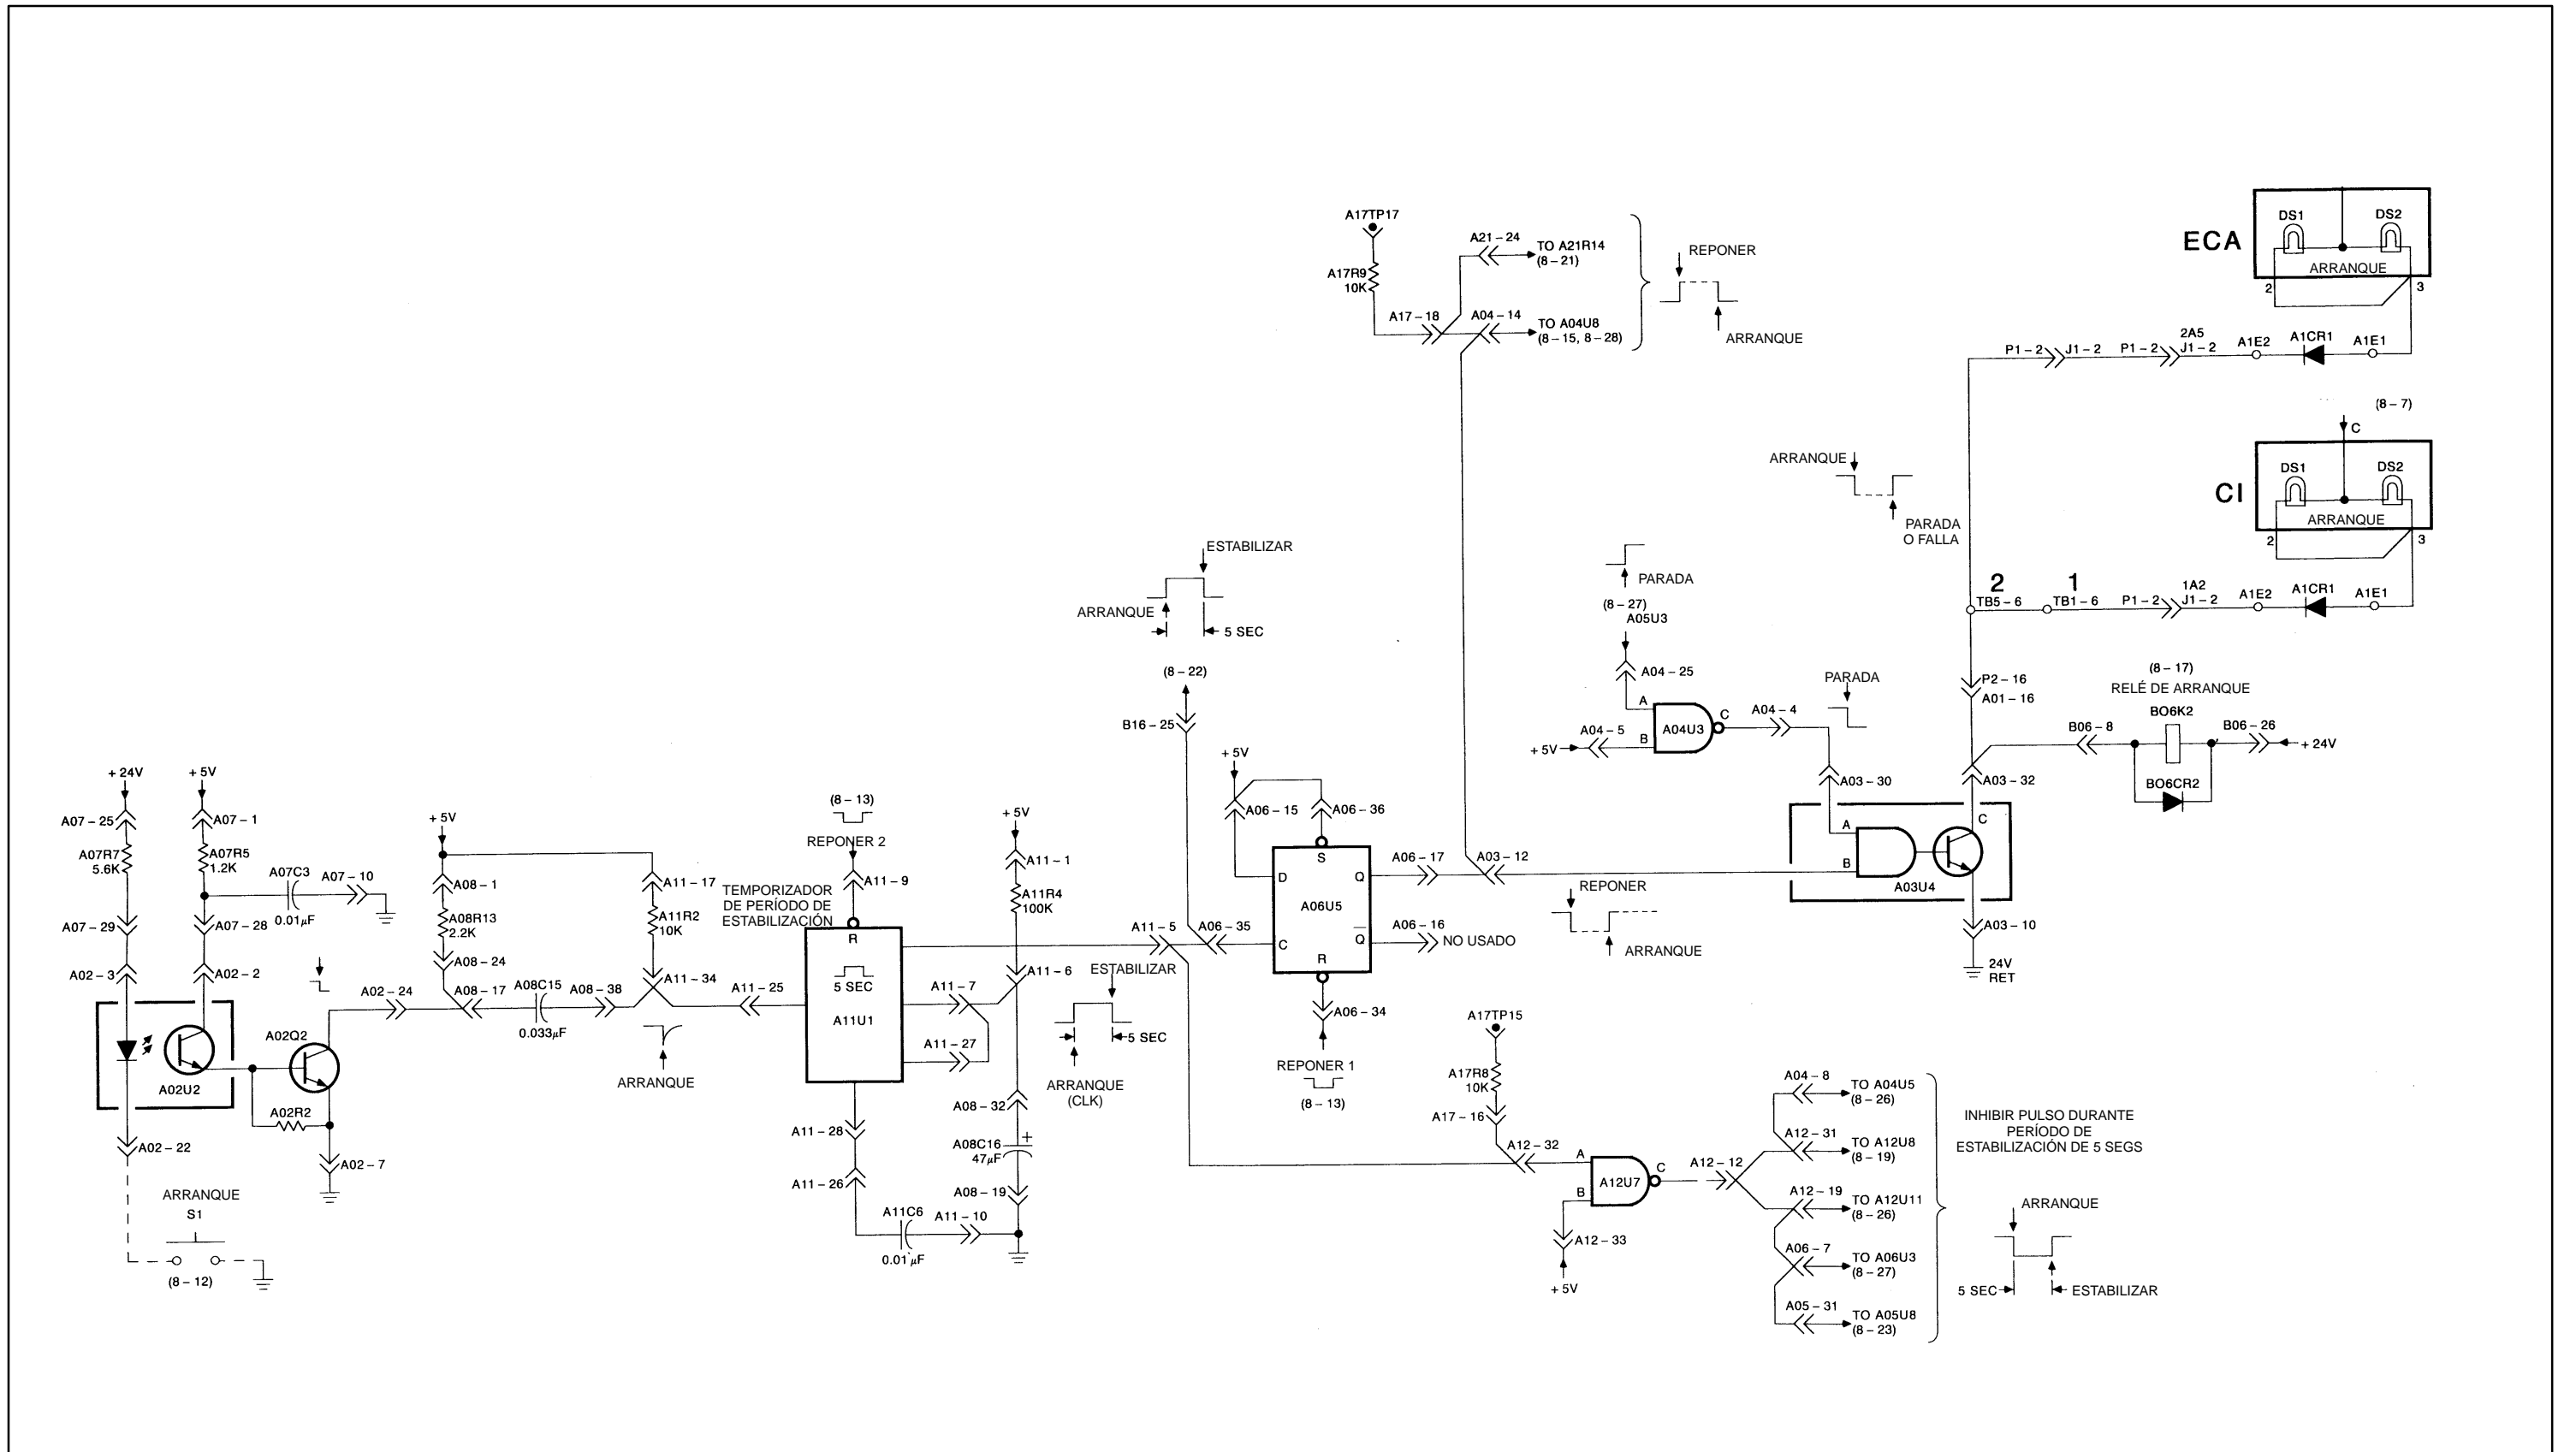 A17TP17
A17R9
10K
A17 – 18
A21 – 24
TO A21R14
(8 – 21)
A04 – 14
TO A04U8
(8 – 15, 8 – 28)
REPONER
ARRANQUE
ECA
DS1
DS2
ARRANQUE
2
3
P1 – 2
J1 – 2
P1 – 2
2A5
J1 – 2
A1E2
A1CR1
A1E1
(8 – 7)
C
CI
DS1
DS2
ARRANQUE
2
3
ARRANQUE
PARADA
O FALLA
2
TB5 – 6
1
TB1 – 6
P1 – 2
1A2
J1 – 2
A1E2
A1CR1
A1E1
ESTABILIZAR
ARRANQUE
5 SEC
(8 – 22)
B16 – 25
PARADA
(8 – 27)
A05U3
A04 – 25
A
A04U3
C
A04 – 4
+ 5V
A04 – 5
B
PARADA
A03 – 30
P2 – 16
A01 – 16
A03 – 32
(8 – 17)
RELÉ DE ARRANQUE
BO6K2
B06 – 8
B06 – 26
+ 24V
BO6CR2
A
B
C
A03U4
A03 – 10
24V
RET
+ 24V
+ 5V
A07 – 25
A07 – 1
A07R7
5.6K
A07R5
1.2K
A07C3
0.01µF
A07 – 10
A07 – 29
A07 – 28
A02 – 3
A02 – 2
A02U2
A02Q2
A02R2
A02 – 22
A02 – 7
ARRANQUE
S1
(8 – 12)
A02 – 24
+ 5V
A08 – 1
A08R13
2.2K
A08 – 24
A08 – 17
A08C15
0.033µF
A08 – 38
A11 – 17
A11R2
10K
A11 – 34
A11 – 25
ARRANQUE
(8 – 13)
REPONER 2
A11 – 9
TEMPORIZADOR
DE PERÍODO DE
ESTABILIZACIÓN
R
5 SEC
A11U1
+ 5V
A11 – 1
A11R4
100K
A11 – 6
A11 – 7
A11 – 27
A11 – 28
A11 – 26
A11C6
0.01 µF
A11 – 10
A08 – 32
A08C16
47µF
+
A08 – 19
A11 – 5
ESTABILIZAR
5 SEC
ARRANQUE
(CLK)
A06 – 35
+ 5V
A06 – 15
A06 – 36
S
D
Q
A06U5
C
Q
R
A06 – 34
REPONER 1
(8 – 13)
A06 – 17
A03 – 12
A06 – 16
NO USADO
REPONER
ARRANQUE
A17TP15
A17R8
10K
A17 – 16
A12 – 32
A
B
A12U7
C
A12 – 12
A12 – 33
+ 5V
A04 – 8
TO A04U5
(8 – 26)
A12 – 31
TO A12U8
(8 – 19)
A12 – 19
TO A12U11
(8 – 26)
A06 – 7
TO A06U3
(8 – 27)
A05 – 31
TO A05U8
(8 – 23)
INHIBIR PULSO DURANTE
PERÍODO DE
ESTABILIZACIÓN DE 5 SEGS
ARRANQUE
5 SEC
ESTABILIZAR